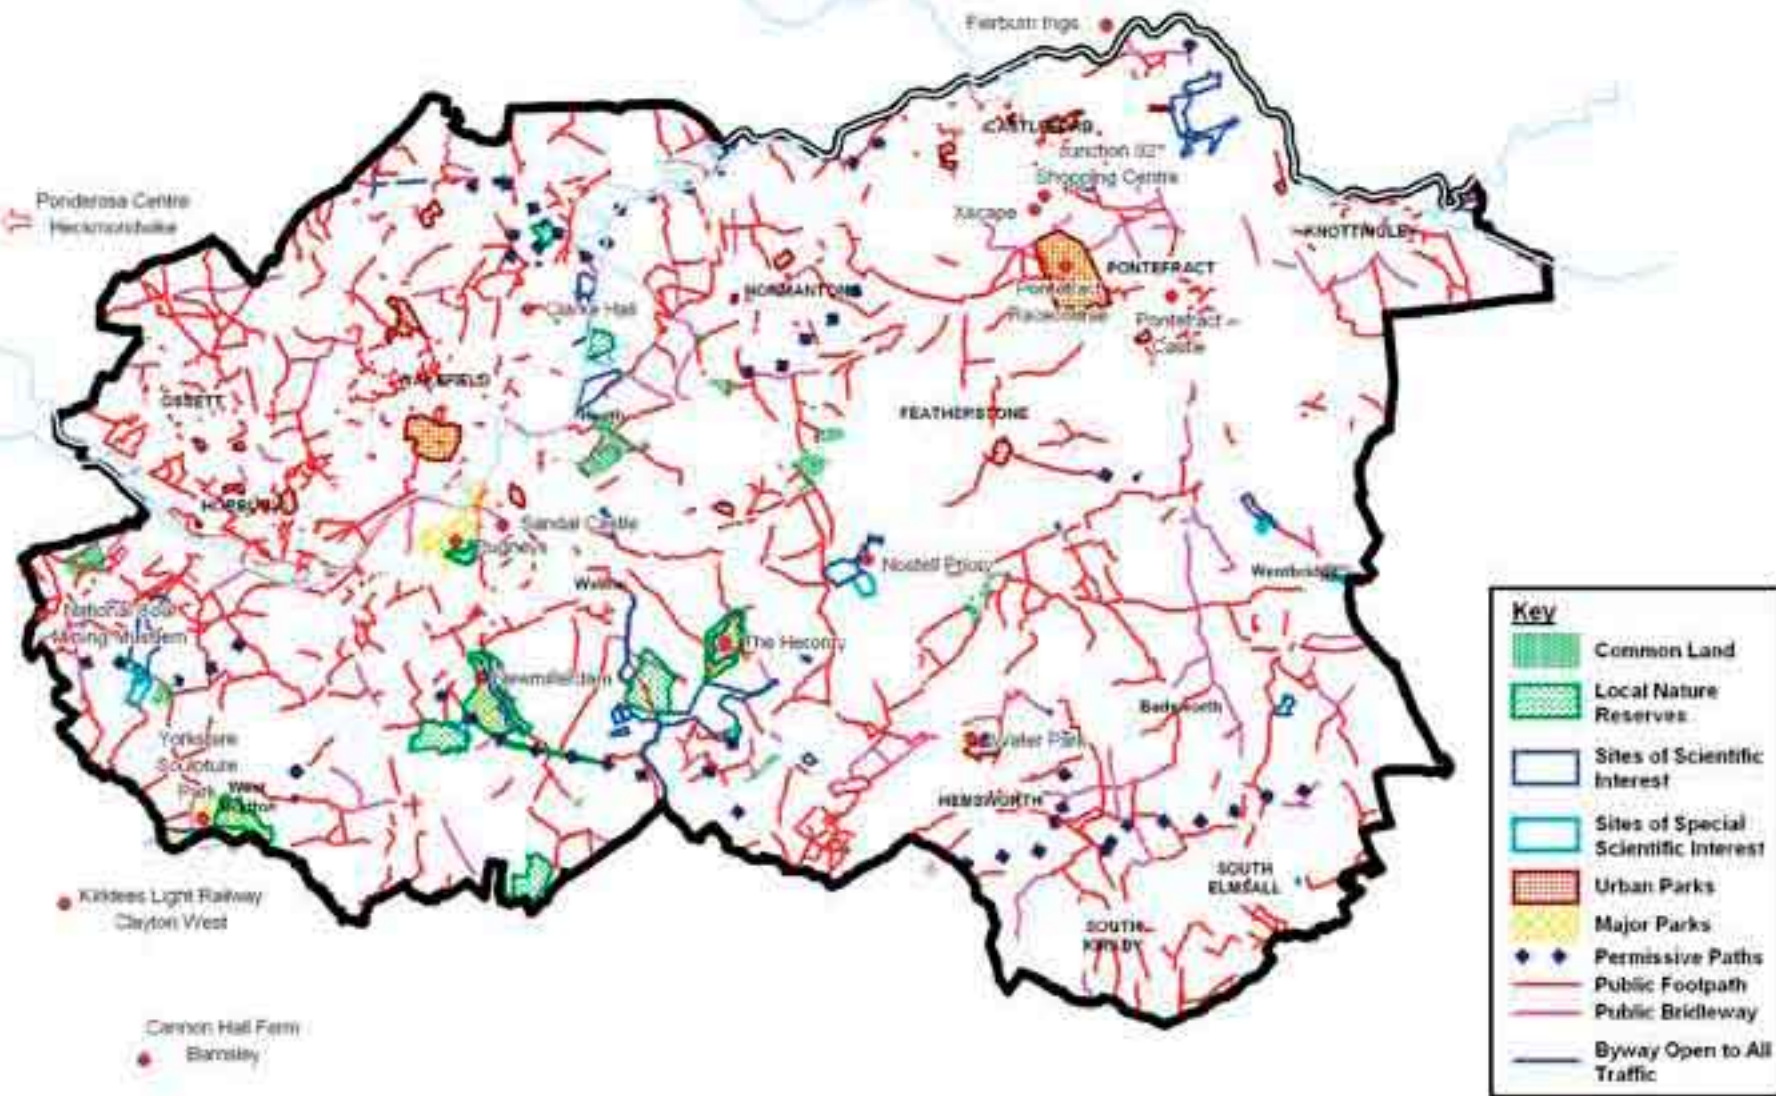 Ponderosa Centre
Heckmondwike
CASTLEFORD
Junction 32"
Shopping Centre
Xscape
KNOTTINGLEY
PONTEFRACT
Pontefract
Racecourse
Pontefract
Castle
NORMANTON
Clarke Hall
WAKEFIELD
OSSETT
Heath
FEATHERSTONE
HORBURY
Sandal Castle
Pugneys
Nostell Priory
Walton
Wentbridge
National Coal
Mining Museum
The Heronry
Newmillerdam
Badsworth
Yorkshire
Sculpture
Park
West
HEMSWORTH
SOUTH
ELMSALL
SOUTH
KIRKBY
Kirklees Light Railway
Clayton West
Cannon Hall Farm
Barnsley
Key
Common Land
Local Nature
Reserves
Sites of Scientific
Interest
Sites of Special
Scientific Interest
Urban Parks
Major Parks
Permissive Paths
Public Footpath
Public Bridleway
Byway Open to All
Traffic